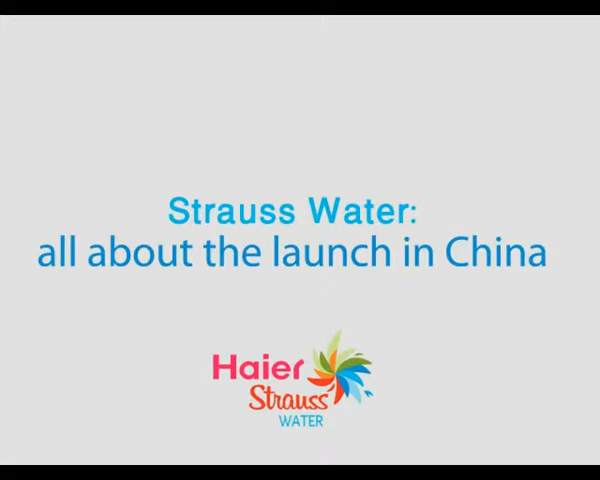 Strauss Water:
all about the launch in China
Haier
Strauss
WATER